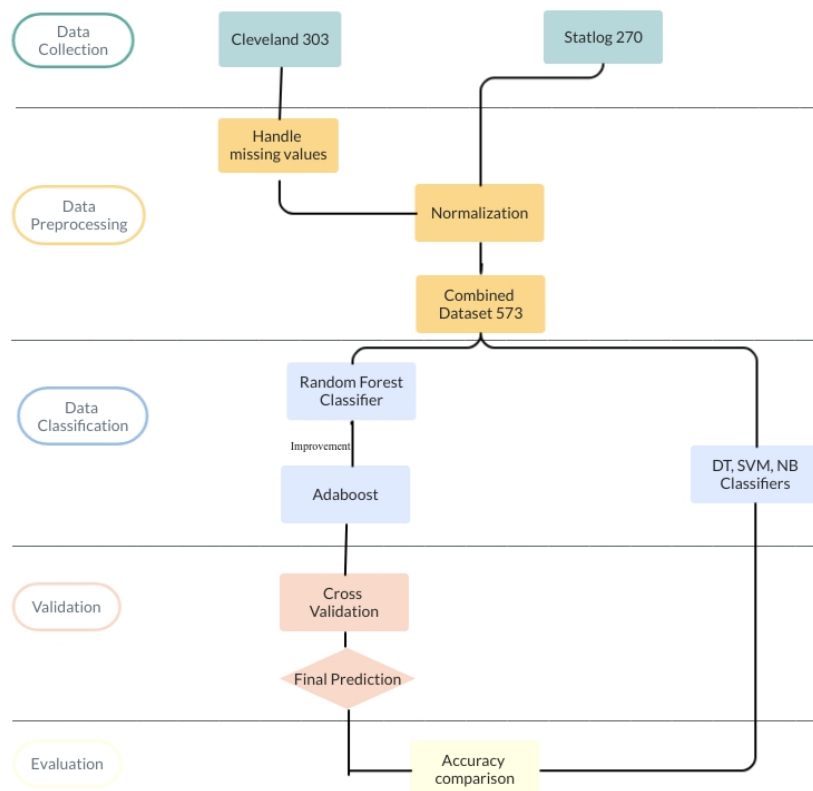 Data
Collection
Cleveland 303
Statlog 270
Handle
missing values
Data
Preprocessing
Normalization
Combined
Dataset 573
Random Forest
Classifier
Data
Classification
Improvement
DT, SVM, NB
Classifiers
Adaboost
Cross
Validation
Validation
Final Prediction
Evaluation
Accuracy
comparison